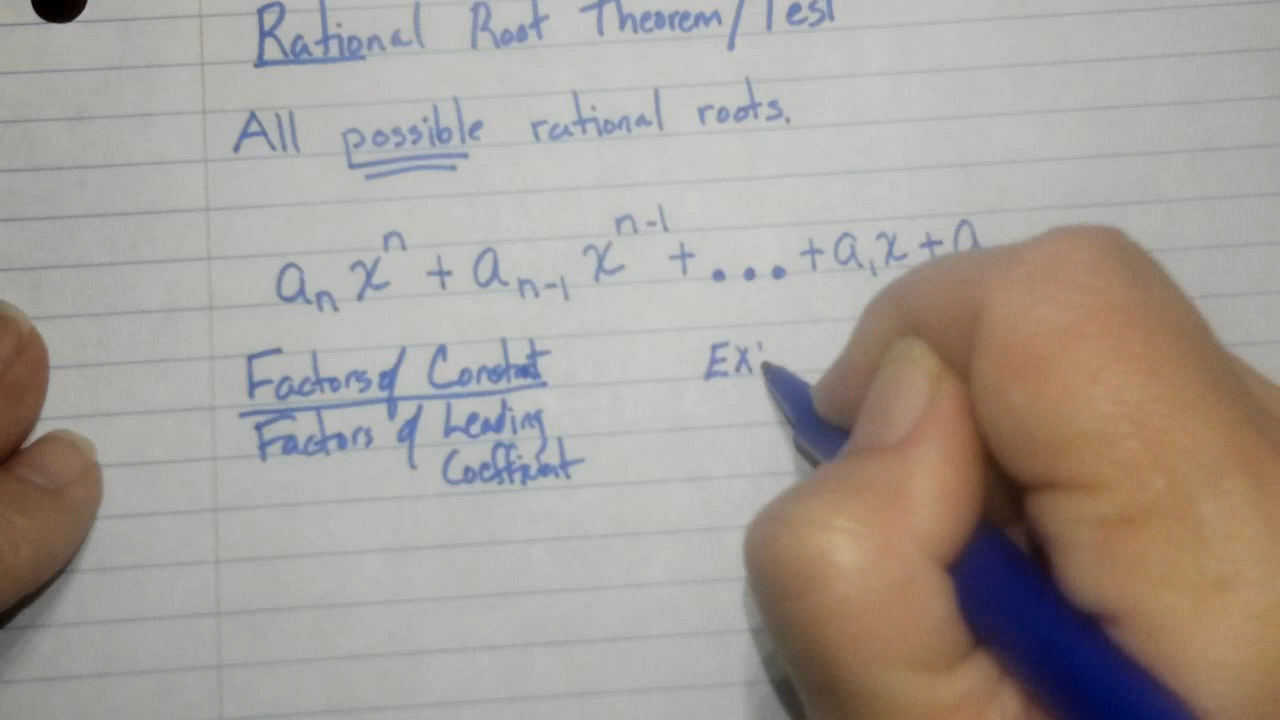 Rational Root Theorem/Test
All possible rational roots.
aₙxⁿ + aₙ₋₁xⁿ⁻¹ + ... + a₁x + a
Factors of Constant
Factors of Leading
Coefficient
Ex: